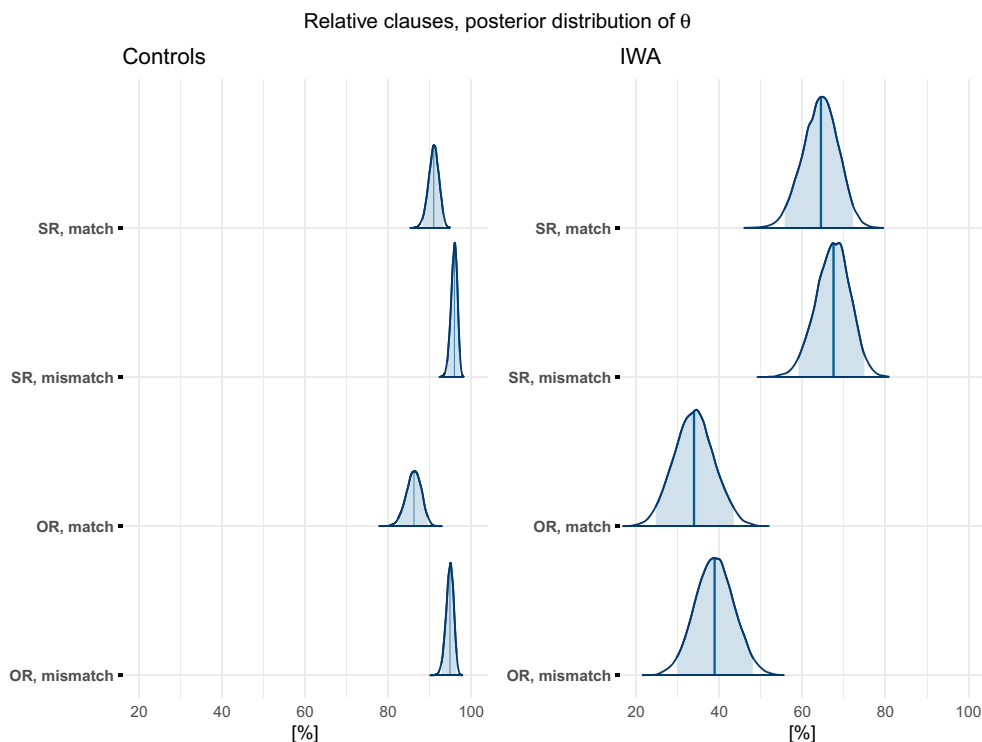 Relative clauses, posterior distribution of θ
Controls
SR, match
SR, mismatch
OR, match
OR, mismatch
20 40 60 80 100
[%]
IWA
SR, match
SR, mismatch
OR, match
OR, mismatch
20 40 60 80 100
[%]